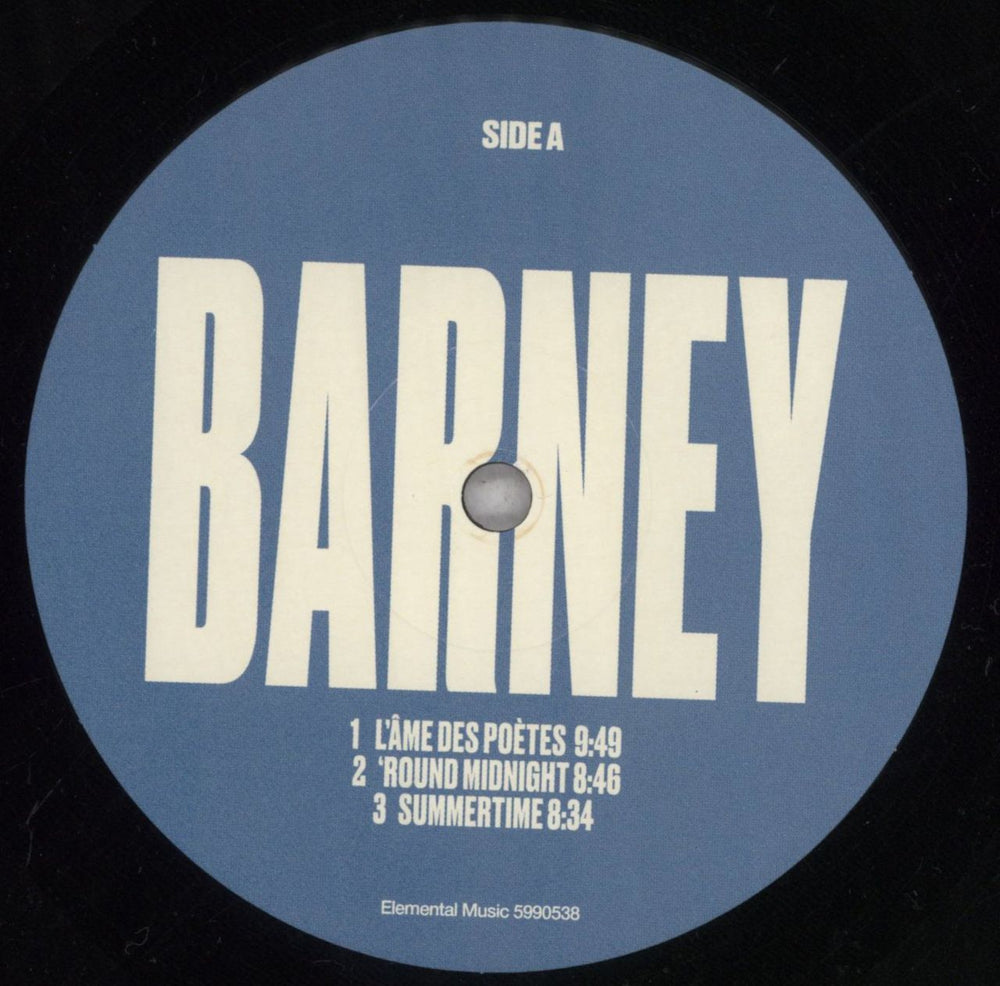 SIDE A
BARNEY
1 L'ÂME DES POÈTES 9:49
2 ‘ROUND MIDNIGHT 8:46
3 SUMMERTIME 8:34
Elemental Music 5990538